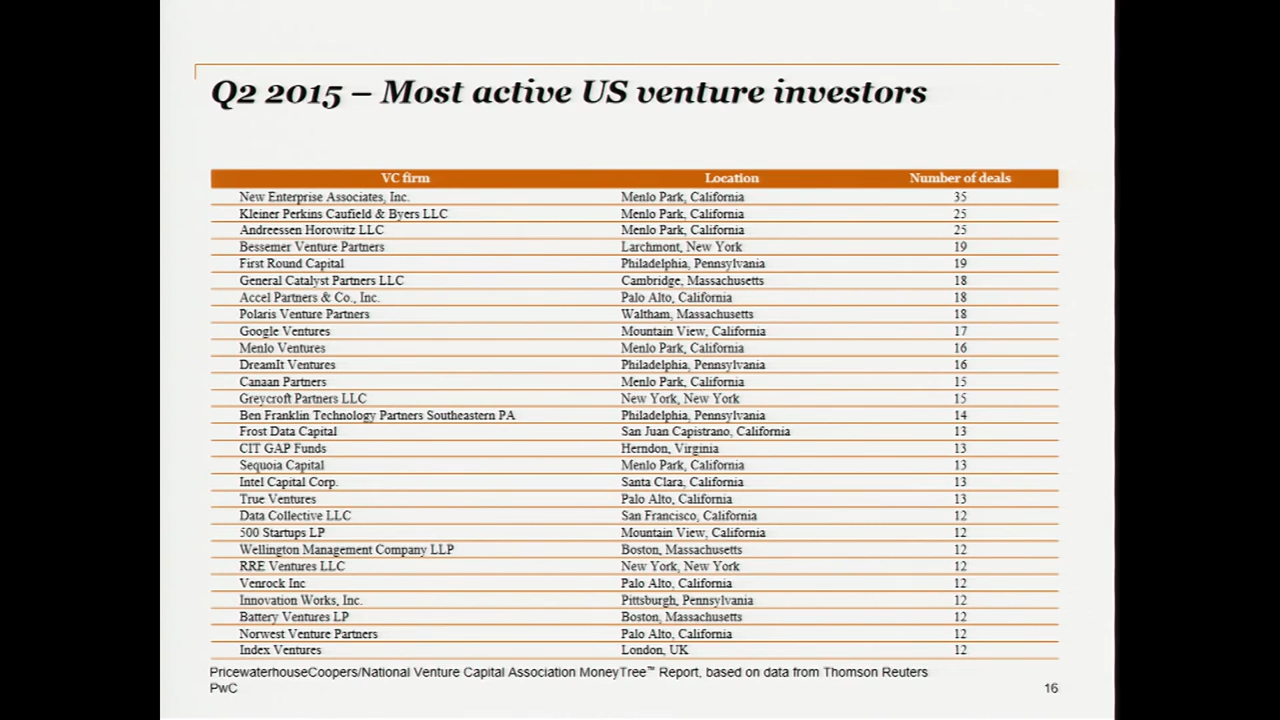 Q2 2015 – Most active US venture investors
VC firm Location Number of deals
New Enterprise Associates, Inc. Menlo Park, California 35
Kleiner Perkins Caufield & Byers LLC Menlo Park, California 25
Andreessen Horowitz LLC Menlo Park, California 25
Bessemer Venture Partners Larchmont, New York 19
First Round Capital Philadelphia, Pennsylvania 19
General Catalyst Partners LLC Cambridge, Massachusetts 18
Accel Partners & Co., Inc. Palo Alto, California 18
Polaris Venture Partners Waltham, Massachusetts 18
Google Ventures Mountain View, California 17
Menlo Ventures Menlo Park, California 16
DreamIt Ventures Philadelphia, Pennsylvania 16
Canaan Partners Menlo Park, California 15
Greycroft Partners LLC New York, New York 15
Ben Franklin Technology Partners Southeastern PA Philadelphia, Pennsylvania 14
Frost Data Capital San Juan Capistrano, California 13
CIT GAP Funds Herndon, Virginia 13
Sequoia Capital Menlo Park, California 13
Intel Capital Corp. Santa Clara, California 13
True Ventures Palo Alto, California 13
Data Collective LLC San Francisco, California 12
500 Startups LP Mountain View, California 12
Wellington Management Company LLP Boston, Massachusetts 12
RRE Ventures LLC New York, New York 12
Venrock Inc Palo Alto, California 12
Innovation Works, Inc. Pittsburgh, Pennsylvania 12
Battery Ventures LP Boston, Massachusetts 12
Norwest Venture Partners Palo Alto, California 12
Index Ventures London, UK 12
PricewaterhouseCoopers/National Venture Capital Association MoneyTree™ Report, based on data from Thomson Reuters
PwC 16